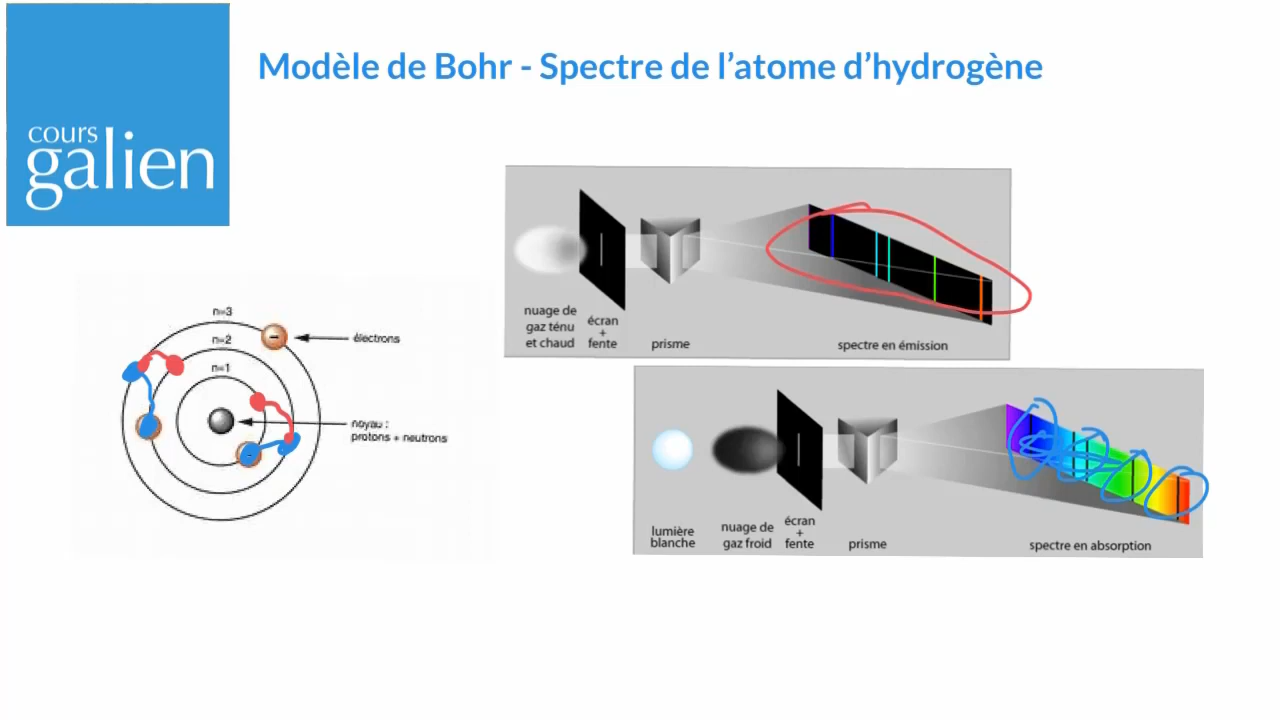 cours
galien
Modèle de Bohr - Spectre de l’atome d’hydrogène
nuage de
gaz ténu
et chaud
écran
+
fente
prisme
spectre en émission
n=3
n=2
n=1
électrons
noyau :
protons + neutrons
lumière
blanche
nuage de
gaz froid
écran
+
fente
prisme
spectre en absorption